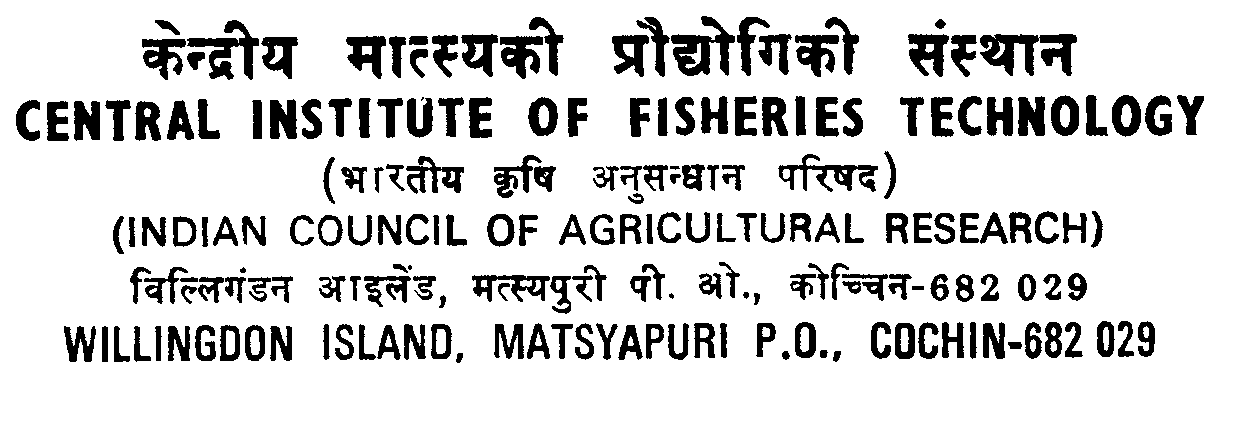 केन्द्रीय मात्स्यकी प्रौद्योगिकी संस्थान
CENTRAL INSTITUTE OF FISHERIES TECHNOLOGY
(भारतीय कृषि अनुसन्धान परिषद)
(INDIAN COUNCIL OF AGRICULTURAL RESEARCH)
विल्लिगंडन आइलेंड, मत्स्यपुरी पी. ओ., कोच्चिन-682 029
WILLINGDON ISLAND, MATSYAPURI P.O., COCHIN-682 029